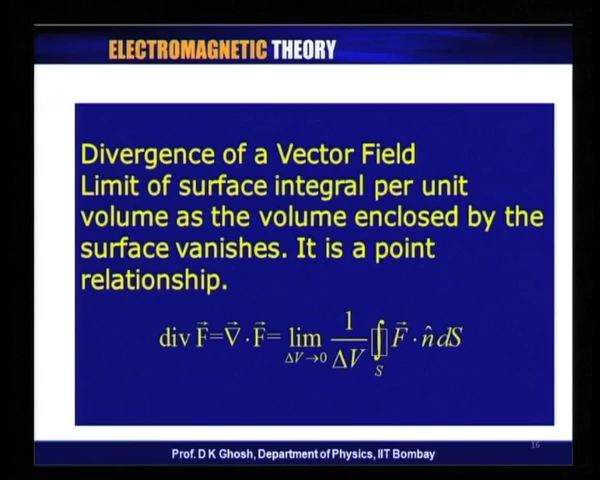 ELECTROMAGNETIC THEORY
Divergence of a Vector Field
Limit of surface integral per unit
volume as the volume enclosed by the
surface vanishes. It is a point
relationship.
div F⃗=∇⃗·F⃗= lim ΔV→0 1/ΔV ∯_S F⃗·n̂ dS
16
Prof. D K Ghosh, Department of Physics, IIT Bombay